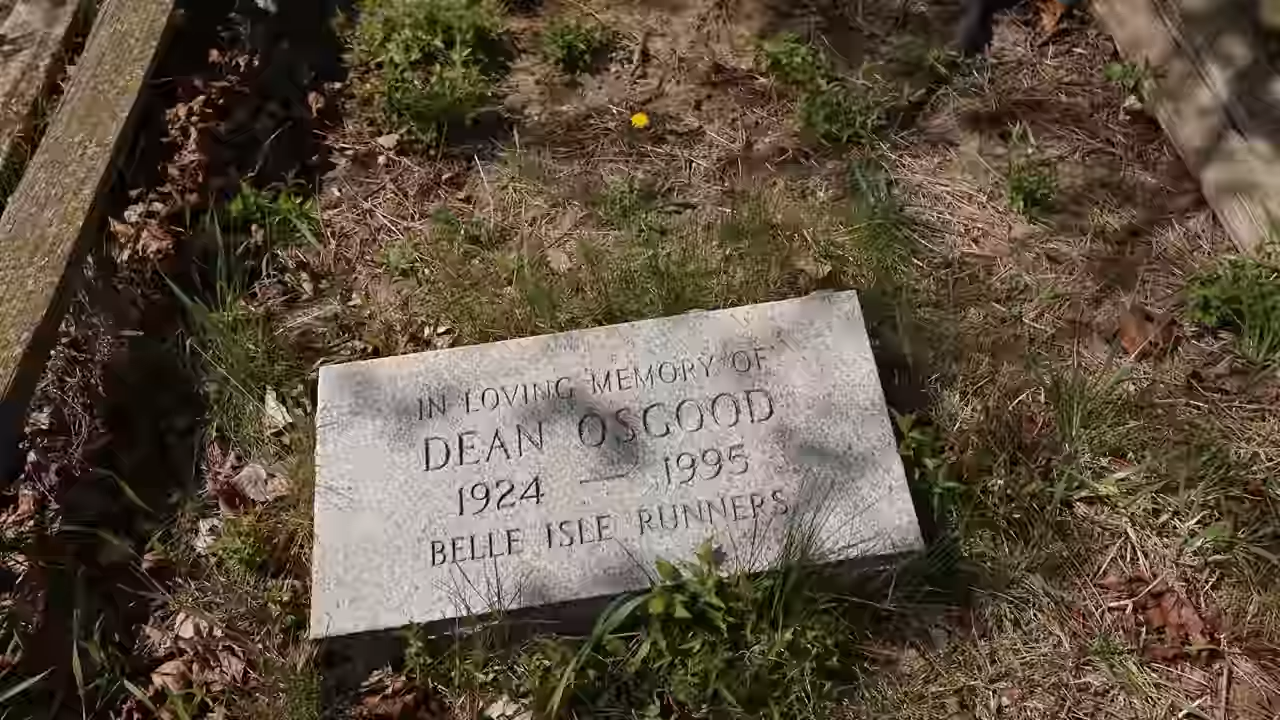 IN LOVING MEMORY OF
DEAN OSGOOD
1924 — 1995
BELLE ISLE RUNNERS